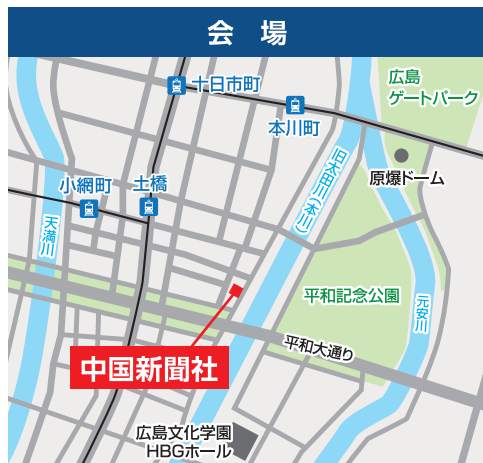 会 場
広島
ゲートパーク
十日市町
本川町
原爆ドーム
旧太田川(本川)
小網町
土橋
天満川
平和記念公園
元安川
平和大通り
中国新聞社
広島文化学園
HBGホール